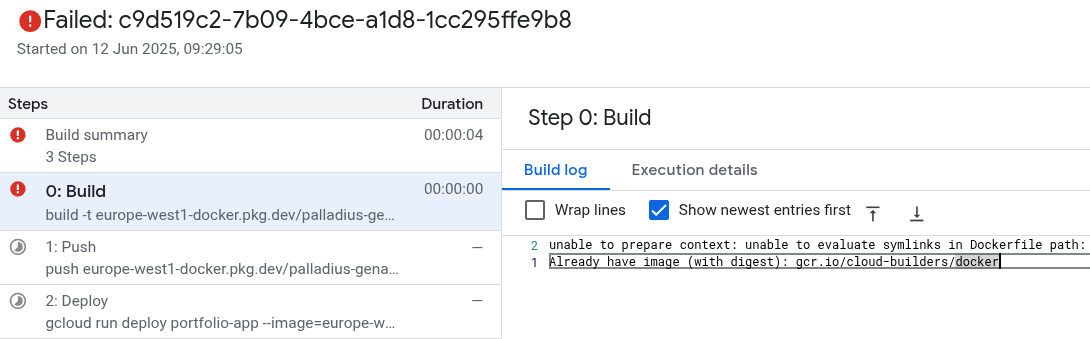 Failed: c9d519c2-7b09-4bce-a1d8-1cc295ffe9b8
Started on 12 Jun 2025, 09:29:05
Steps Duration
Build summary 00:00:04
3 Steps
0: Build 00:00:00
build -t europe-west1-docker.pkg.dev/palladius-ge...
1: Push —
push europe-west1-docker.pkg.dev/palladius-gena...
2: Deploy —
gcloud run deploy portfolio-app --image=europe-w...
Step 0: Build
Build log Execution details
Wrap lines Show newest entries first
2 unable to prepare context: unable to evaluate symlinks in Dockerfile path:
1 Already have image (with digest): gcr.io/cloud-builders/docker